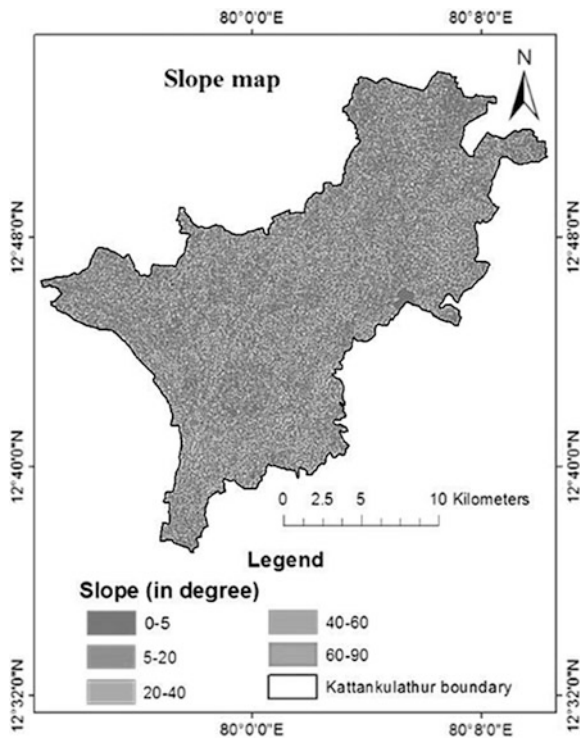 80°0'0"E 80°8'0"E
Slope map
N
12°48'0"N 12°48'0"N
12°40'0"N 12°40'0"N
0 2.5 5 10 Kilometers
Legend
Slope (in degree)
0-5 40-60
5-20 60-90
20-40 Kattankulathur boundary
12°32'0"N 12°32'0"N
80°0'0"E 80°8'0"E